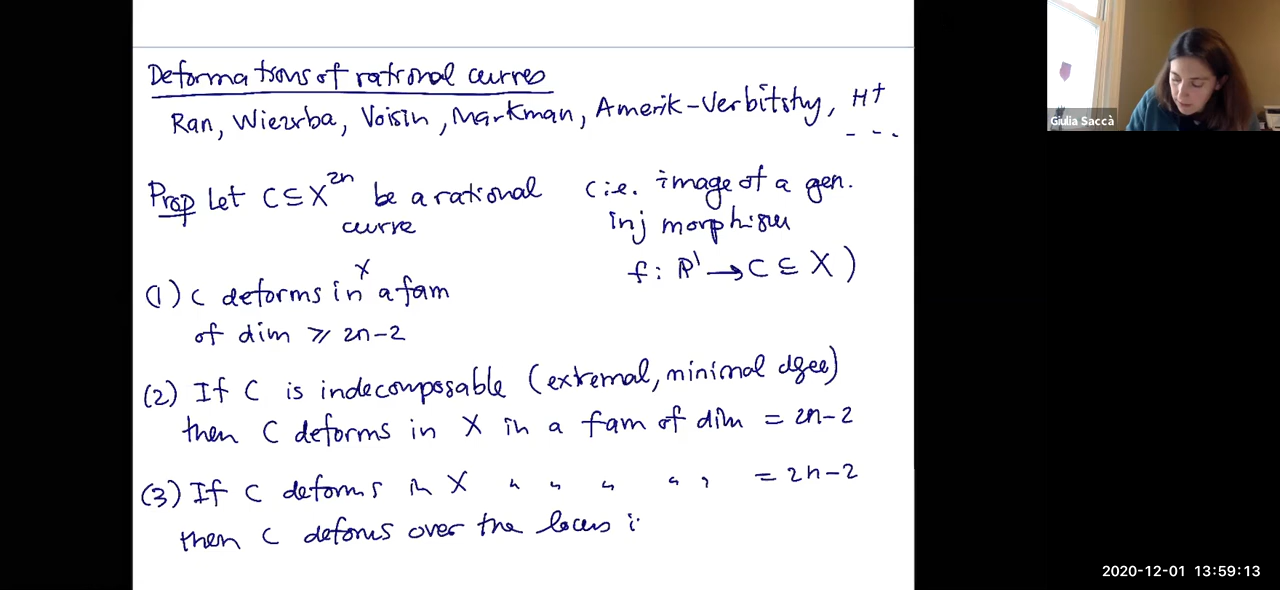 Deformations of rational curves
Ran, Wierzba, Voisin, Markman, Amerik-Verbitsky, H†
- - - .
Prop Let C ⊆ X²ⁿ be a rational curve
(i.e. image of a gen. inj morphism
f: ℙ¹ → C ⊆ X)
(1) C deforms in X a fam
of dim ⩾ 2n-2
(2) If C is indecomposable (extremal, minimal dgee)
then C deforms in X in a fam of dim = 2n-2
(3) If C deforms in X " " " " " = 2n-2
then C deforms over the locus i
Giulia Saccà
2020-12-01 13:59:13